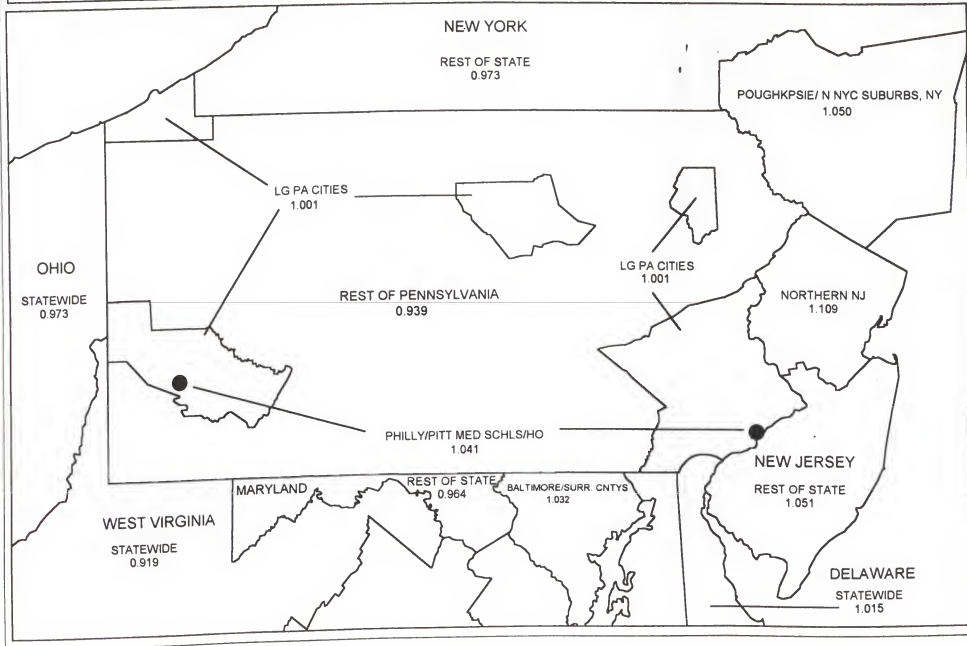 NEW YORK
REST OF STATE
0.973
POUGHKPSIE/ N NYC SUBURBS, NY
1.050
LG PA CITIES
1.001
OHIO
STATEWIDE
0.973
LG PA CITIES
1.001
REST OF PENNSYLVANIA
0.939
NORTHERN NJ
1.109
PHILLY/PITT MED SCHLS/HO
1.041
NEW JERSEY
REST OF STATE
1.051
MARYLAND
REST OF STATE
0.964
BALTIMORE/SURR. CNTYS
1.032
WEST VIRGINIA
STATEWIDE
0.919
DELAWARE
STATEWIDE
1.015